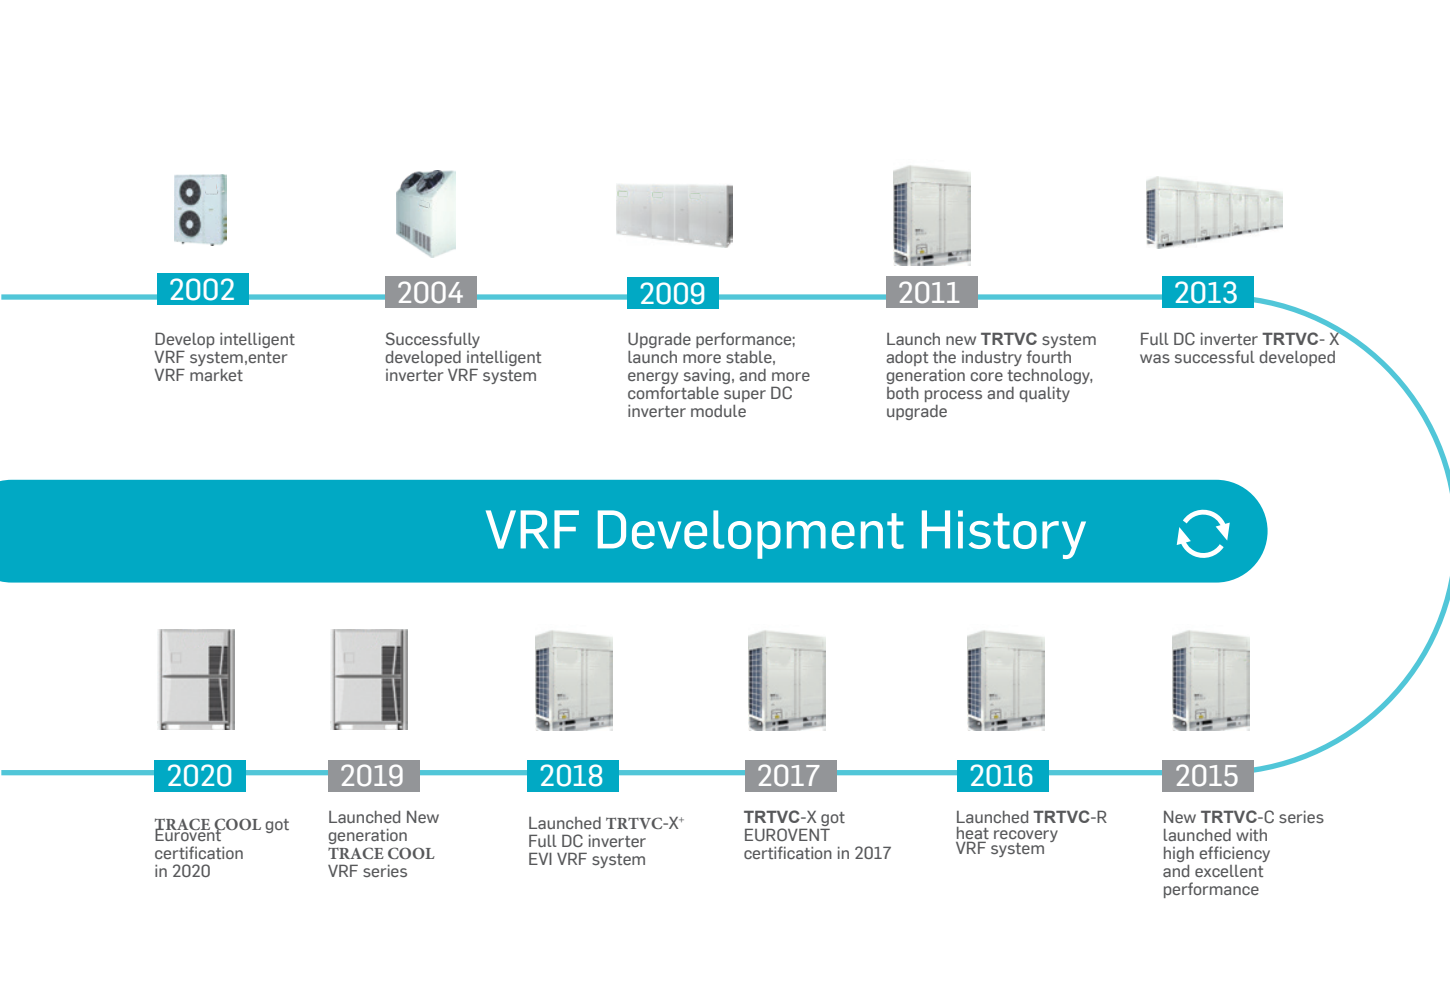 2002
Develop intelligent
VRF system,enter
VRF market
2004
Successfully
developed intelligent
inverter VRF system
2009
Upgrade performance;
launch more stable,
energy saving, and more
comfortable super DC
inverter module
2011
Launch new TRTVC system
adopt the industry fourth
generation core technology,
both process and quality
upgrade
2013
Full DC inverter TRTVC- X
was successful developed
VRF Development History
2020
TRACE COOL got
Eurovent
certification
in 2020
2019
Launched New
generation
TRACE COOL
VRF series
2018
Launched TRTVC-X⁺
Full DC inverter
EVI VRF system
2017
TRTVC-X got
EUROVENT
certification in 2017
2016
Launched TRTVC-R
heat recovery
VRF system
2015
New TRTVC-C series
launched with
high efficiency
and excellent
performance